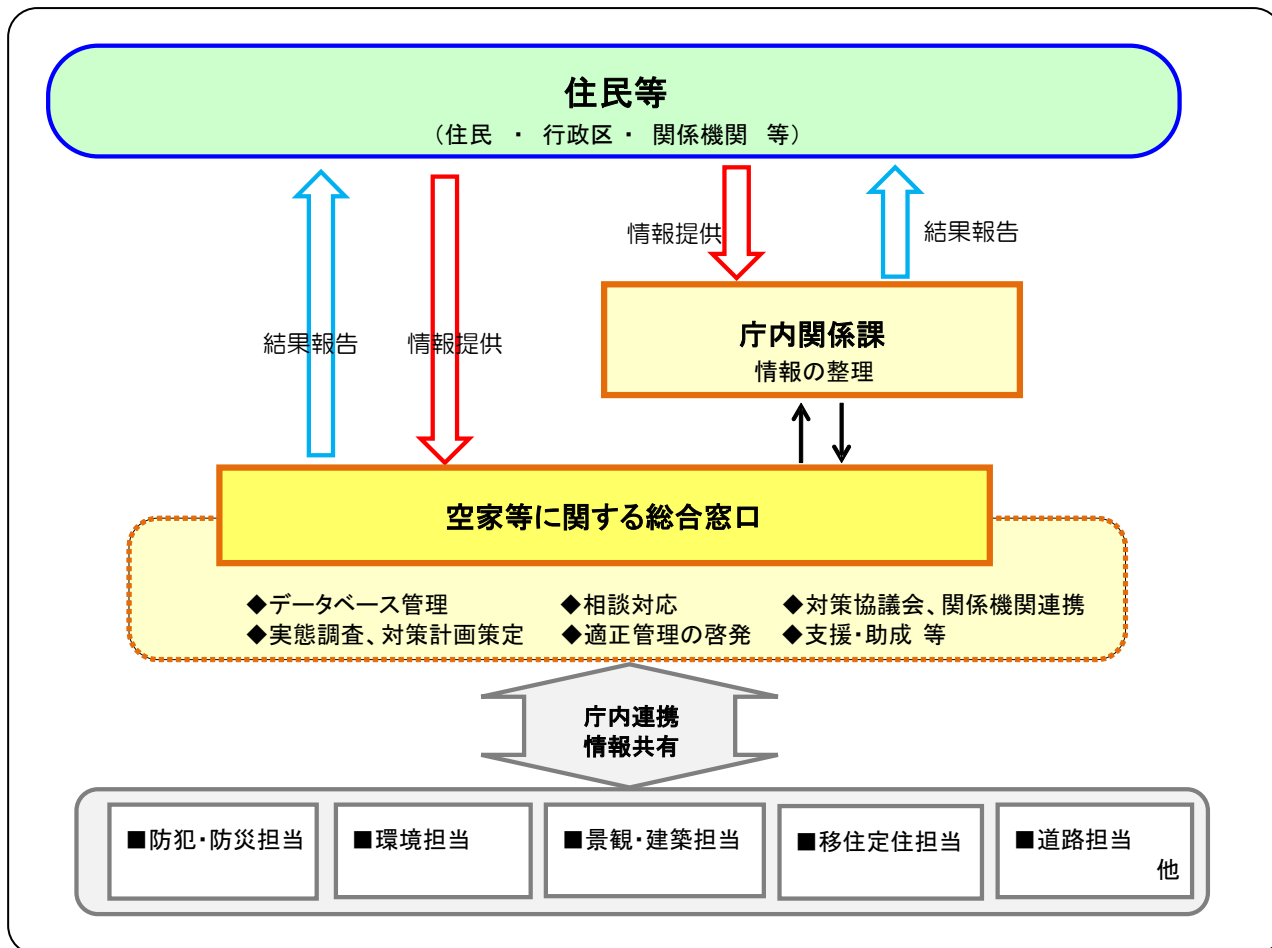 住民等
（住民 ・ 行政区・ 関係機関 等）
情報提供
結果報告
庁内関係課
情報の整理
結果報告
情報提供
空家等に関する総合窓口
◆データベース管理 ◆相談対応 ◆対策協議会、関係機関連携
◆実態調査、対策計画策定 ◆適正管理の啓発 ◆支援・助成 等
庁内連携
情報共有
■防犯・防災担当 ■環境担当 ■景観・建築担当 ■移住定住担当 ■道路担当
他